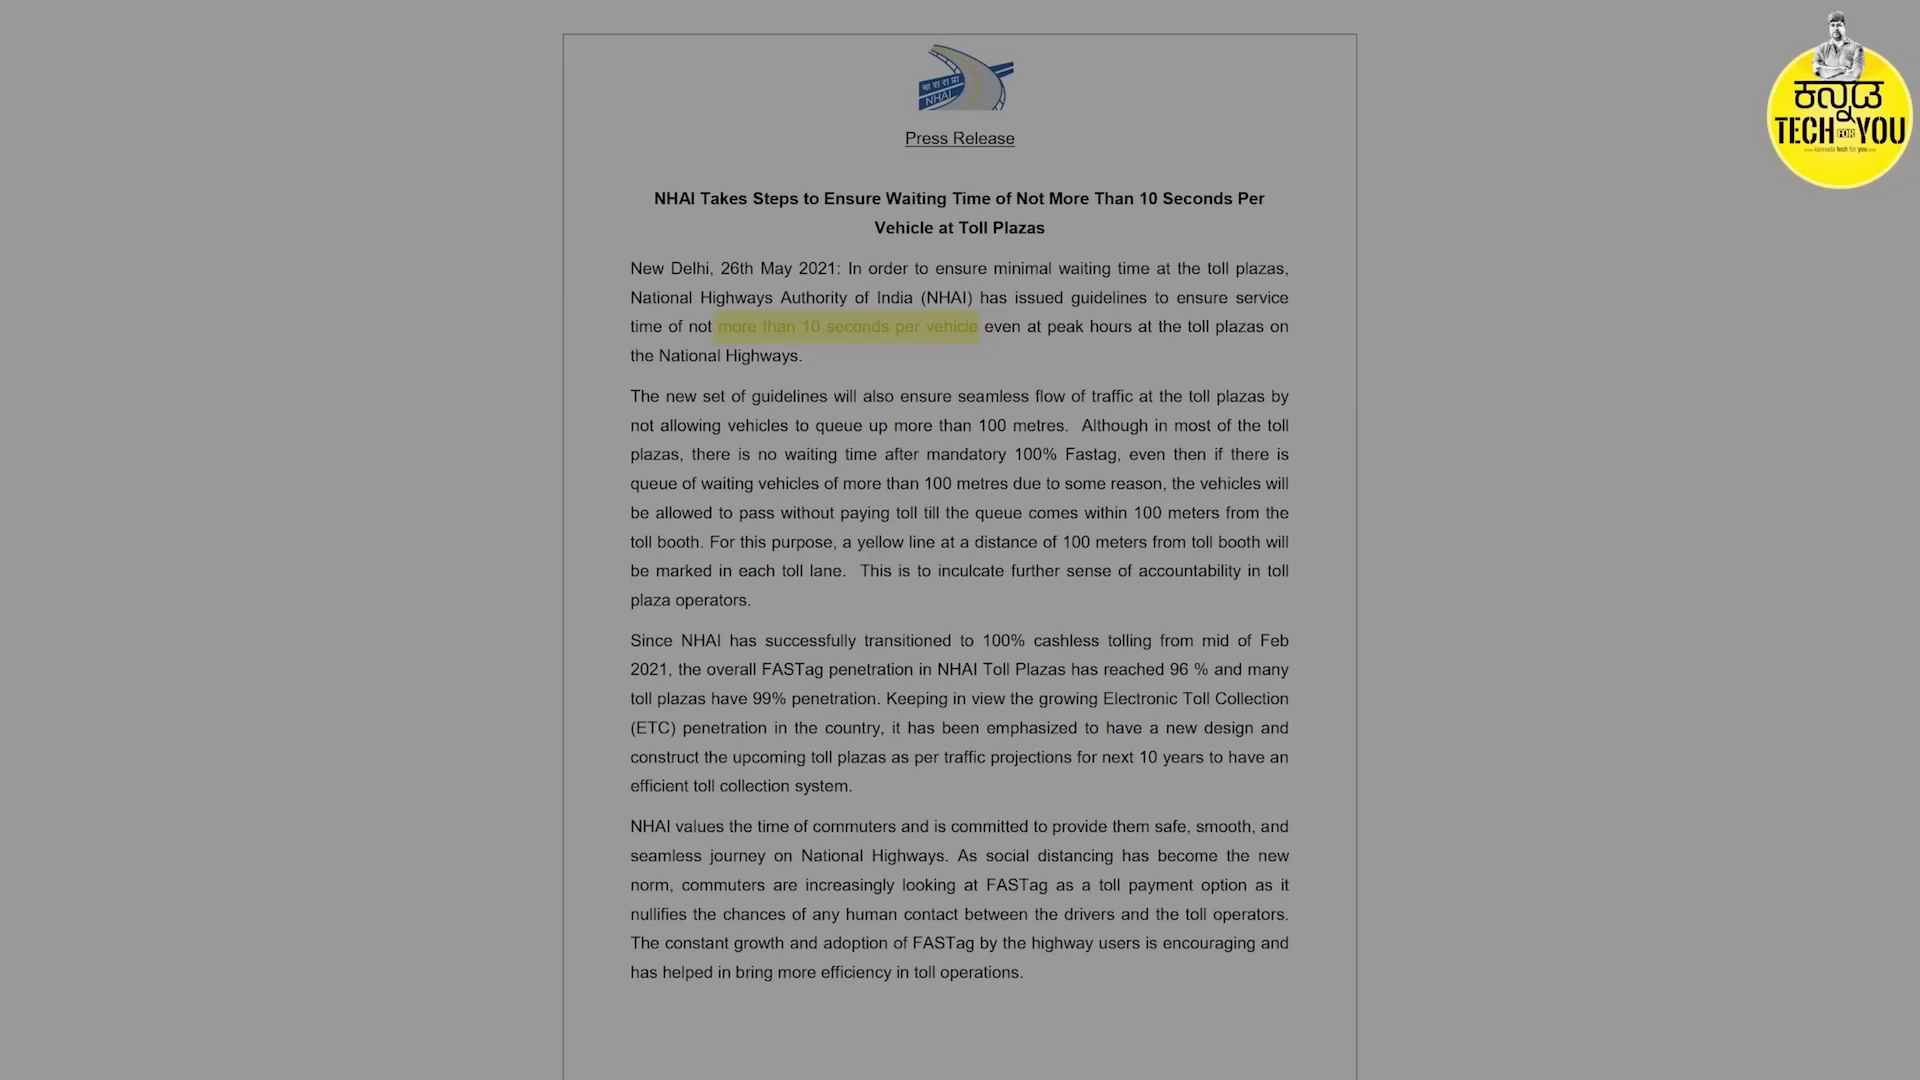 भा रा रा प्रा
NHAI
Press Release
NHAI Takes Steps to Ensure Waiting Time of Not More Than 10 Seconds Per
Vehicle at Toll Plazas
New Delhi, 26th May 2021: In order to ensure minimal waiting time at the toll plazas,
National Highways Authority of India (NHAI) has issued guidelines to ensure service
time of not more than 10 seconds per vehicle even at peak hours at the toll plazas on
the National Highways.
The new set of guidelines will also ensure seamless flow of traffic at the toll plazas by
not allowing vehicles to queue up more than 100 metres. Although in most of the toll
plazas, there is no waiting time after mandatory 100% Fastag, even then if there is
queue of waiting vehicles of more than 100 metres due to some reason, the vehicles will
be allowed to pass without paying toll till the queue comes within 100 meters from the
toll booth. For this purpose, a yellow line at a distance of 100 meters from toll booth will
be marked in each toll lane. This is to inculcate further sense of accountability in toll
plaza operators.
Since NHAI has successfully transitioned to 100% cashless tolling from mid of Feb
2021, the overall FASTag penetration in NHAI Toll Plazas has reached 96 % and many
toll plazas have 99% penetration. Keeping in view the growing Electronic Toll Collection
(ETC) penetration in the country, it has been emphasized to have a new design and
construct the upcoming toll plazas as per traffic projections for next 10 years to have an
efficient toll collection system.
NHAI values the time of commuters and is committed to provide them safe, smooth, and
seamless journey on National Highways. As social distancing has become the new
norm, commuters are increasingly looking at FASTag as a toll payment option as it
nullifies the chances of any human contact between the drivers and the toll operators.
The constant growth and adoption of FASTag by the highway users is encouraging and
has helped in bring more efficiency in toll operations.
ಕನ್ನಡ
TECH FOR YOU
www.kannada tech for you.com